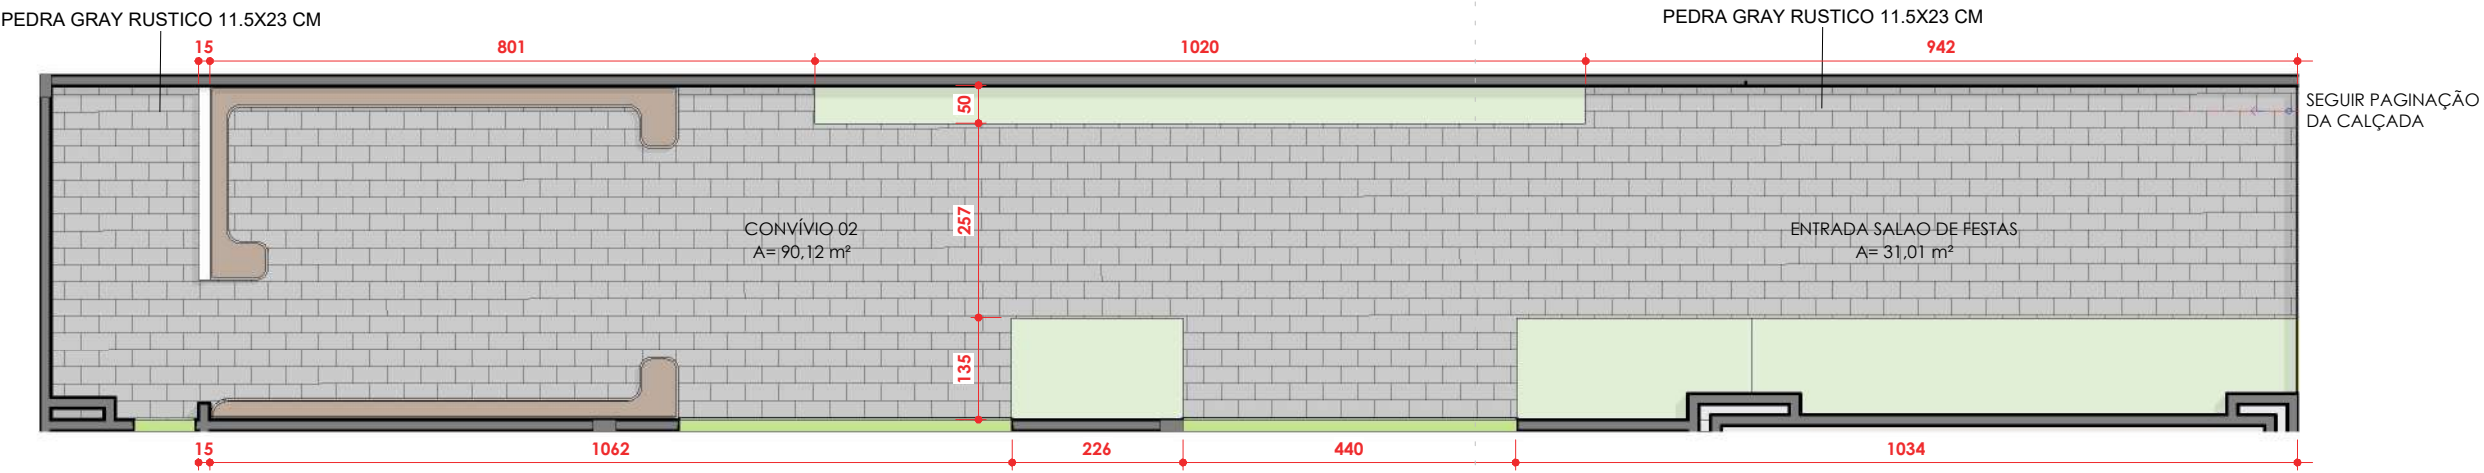 PEDRA GRAY RUSTICO 11.5X23 CM
PEDRA GRAY RUSTICO 11.5X23 CM
15
801
1020
942
50
SEGUIR PAGINAÇÃO
DA CALÇADA
257
CONVÍVIO 02
A= 90,12 m²
ENTRADA SALAO DE FESTAS
A= 31,01 m²
135
15
1062
226
440
1034